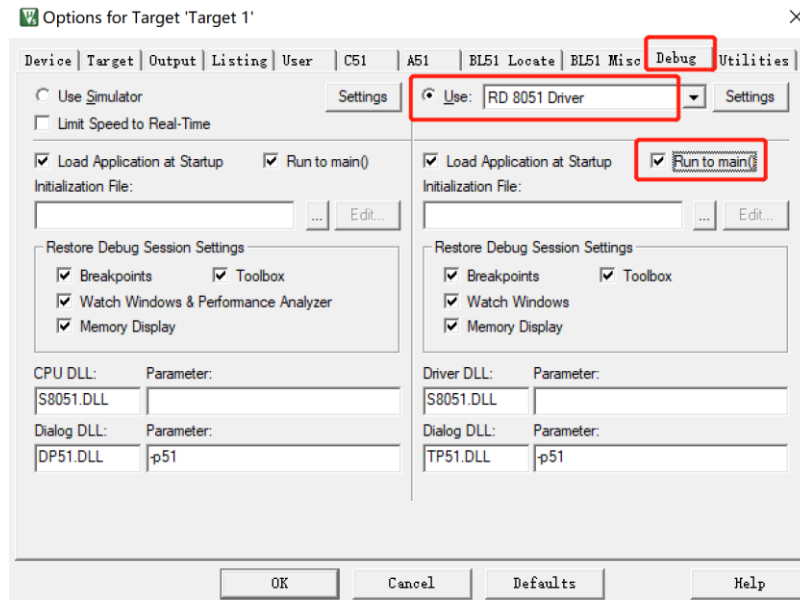 Options for Target 'Target 1'
Device Target Output Listing User C51 A51 BL51 Locate BL51 Misc Debug Utilities
Use Simulator Settings Use: RD 8051 Driver Settings
Limit Speed to Real-Time
Load Application at Startup Run to main() Load Application at Startup Run to main()
Initialization File: Initialization File:
... Edit... ... Edit...
Restore Debug Session Settings Restore Debug Session Settings
Breakpoints Toolbox Breakpoints Toolbox
Watch Windows & Performance Analyzer Watch Windows
Memory Display Memory Display
CPU DLL: Parameter: Driver DLL: Parameter:
S8051.DLL S8051.DLL
Dialog DLL: Parameter: Dialog DLL: Parameter:
DP51.DLL -p51 TP51.DLL -p51
OK Cancel Defaults Help